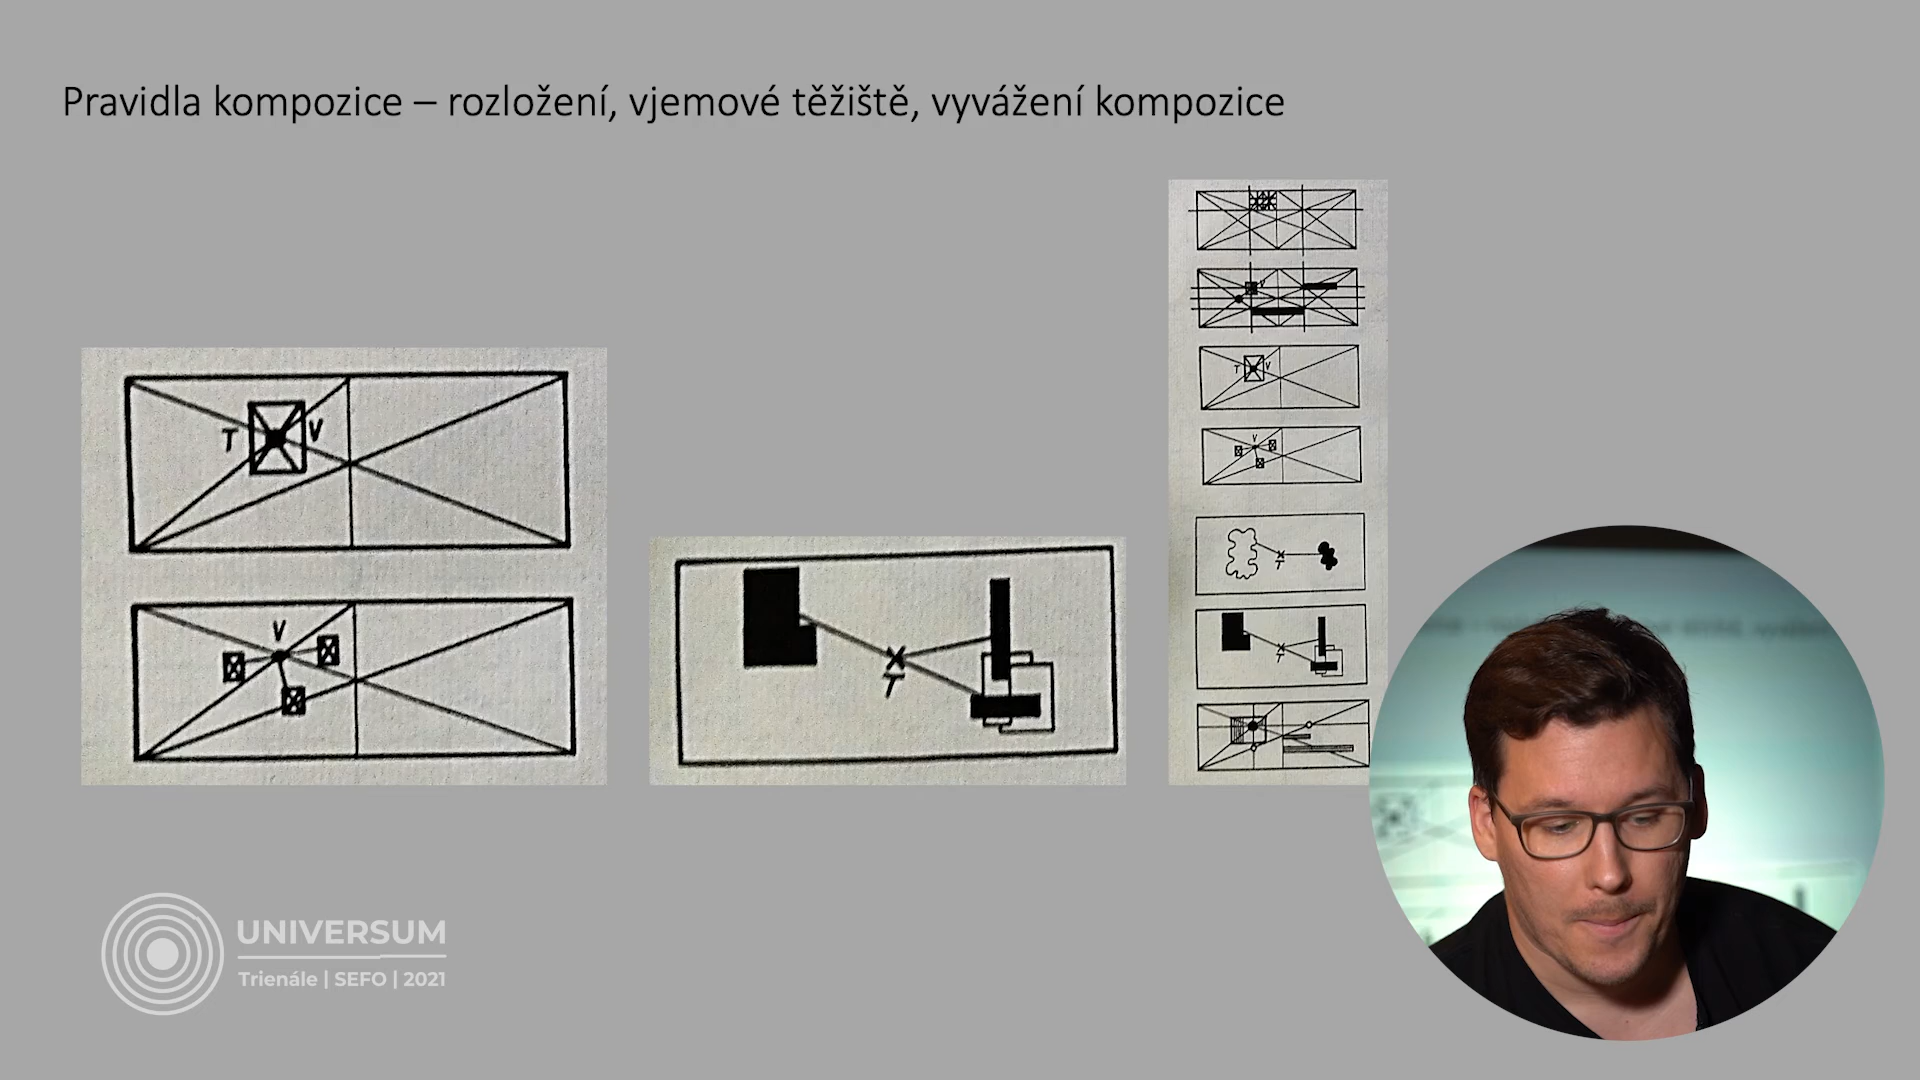 Pravidla kompozice – rozložení, vjemové těžiště, vyvážení kompozice
T V
V
X
T
V
T V
V
X
T
X
T
UNIVERSUM
Trienále | SEFO | 2021